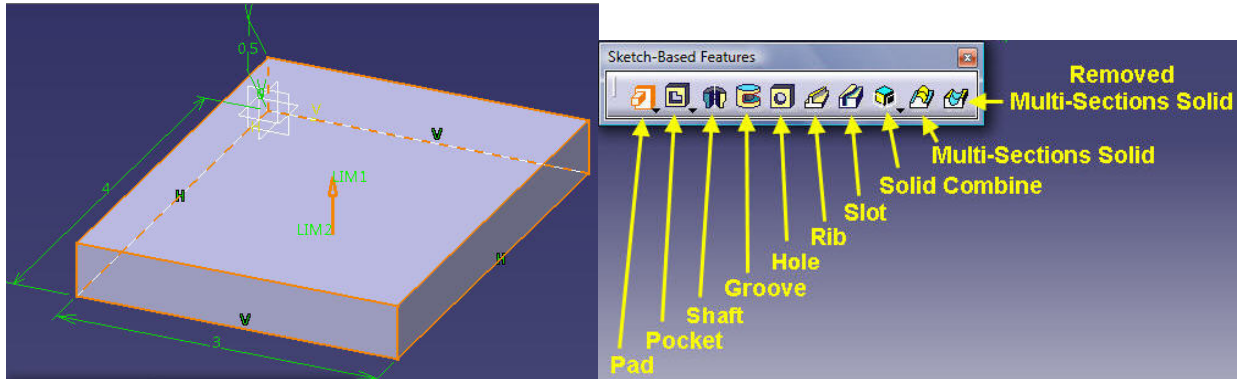 0,5
V
V
4
H
LIM1
LIM2
H
V
3
Sketch-Based Features
Removed
Multi-Sections Solid
Multi-Sections Solid
Solid Combine
Slot
Rib
Hole
Groove
Shaft
Pocket
Pad